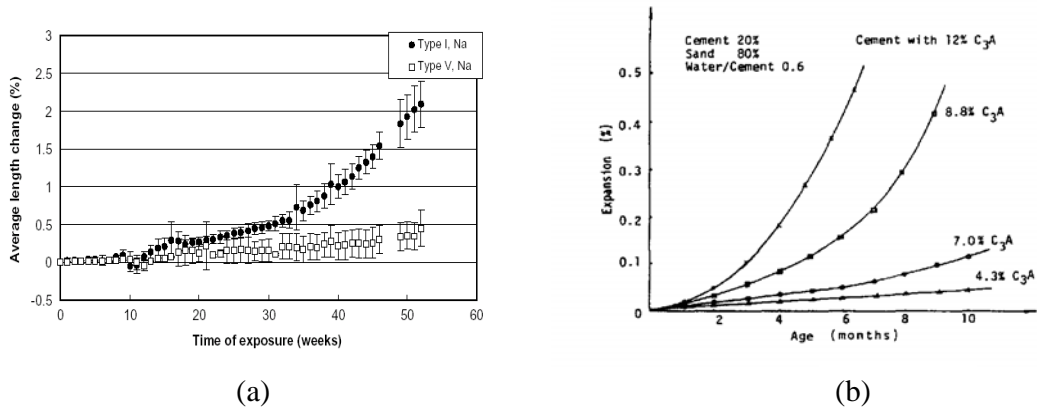 3
2.5
2
1.5
1
0.5
0
-0.5
Average length change (%)
Type I, Na
Type V, Na
0 10 20 30 40 50 60
Time of exposure (weeks)
(a)
Cement 20%
Sand 80%
Water/Cement 0.6
Cement with 12% C₃A
8.8% C₃A
7.0% C₃A
4.3% C₃A
0.5
0.4
0.3
0.2
0.1
0
Expansion (%)
2 4 6 8 10
Age (months)
(b)